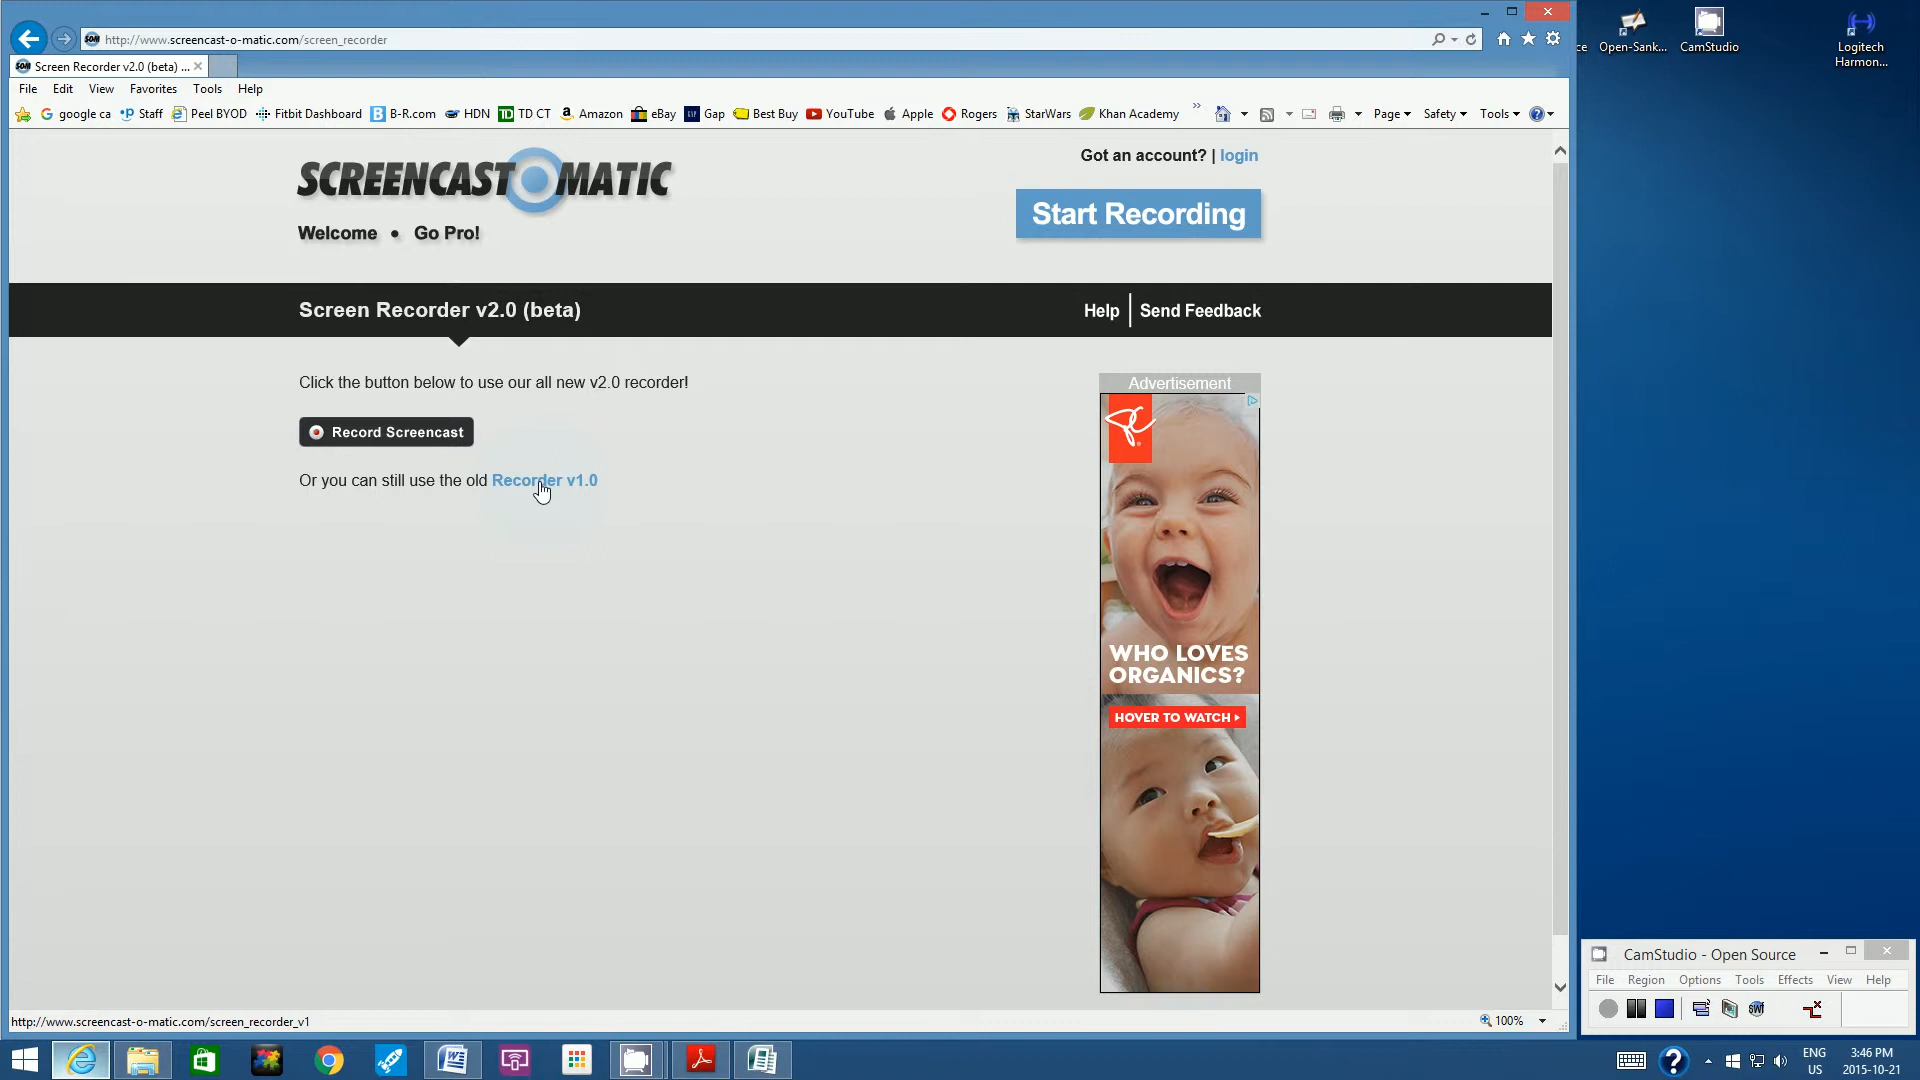 http://www.screencast-o-matic.com/screen_recorder
Screen Recorder v2.0 (beta) ...
File Edit View Favorites Tools Help
google ca Staff Peel BYOD Fitbit Dashboard B-R.com HDN TD CT Amazon eBay Gap Best Buy YouTube Apple Rogers StarWars Khan Academy Page Safety Tools
SCREENCAST O MATIC
Got an account? | login
Start Recording
Welcome • Go Pro!
Screen Recorder v2.0 (beta)
Help Send Feedback
Click the button below to use our all new v2.0 recorder!
Record Screencast
Or you can still use the old Recorder v1.0
Advertisement
WHO LOVES
ORGANICS?
HOVER TO WATCH
http://www.screencast-o-matic.com/screen_recorder_v1
100%
ce
Open-Sank...
CamStudio
Logitech
Harmon...
CamStudio - Open Source
File Region Options Tools Effects View Help
ENG
US
3:46 PM
2015-10-21